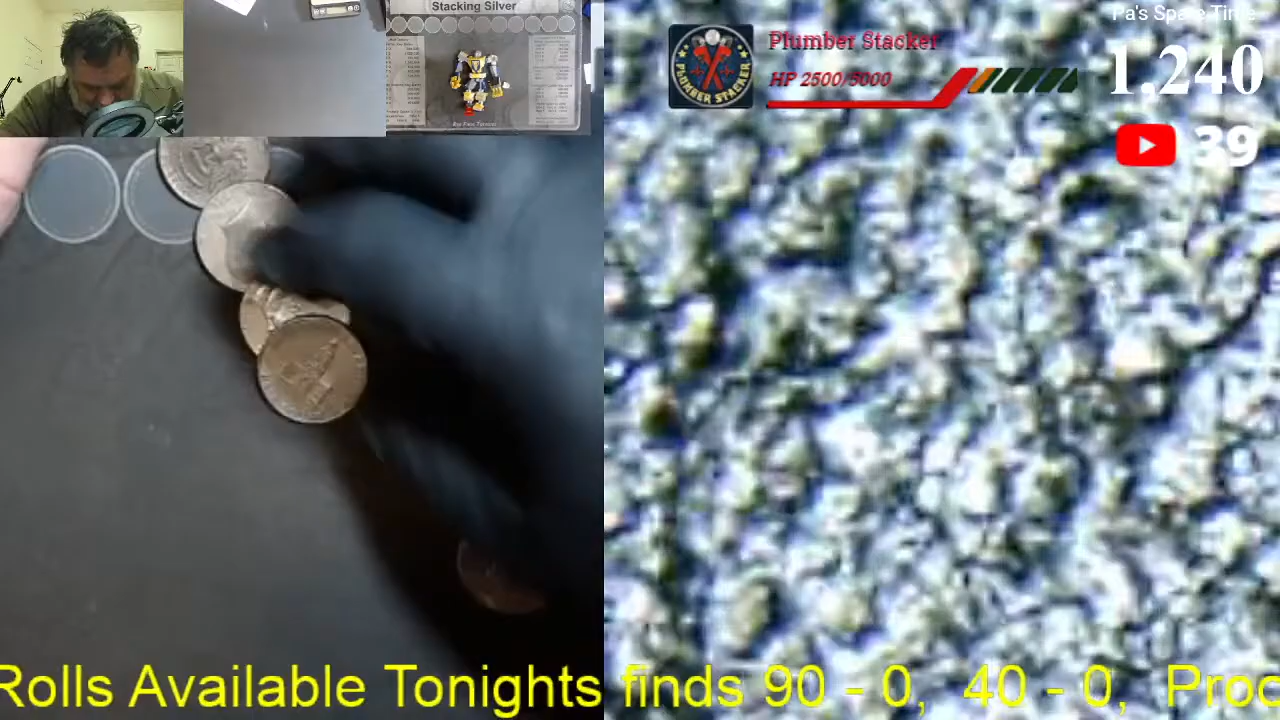 Stacking Silver
Pa's Spare Time
Plumber Stacker
1,240
HP 2500/5000
PLUMBER STACKER
39
Rolls Available Tonights finds 90 - 0, 40 - 0, Proo